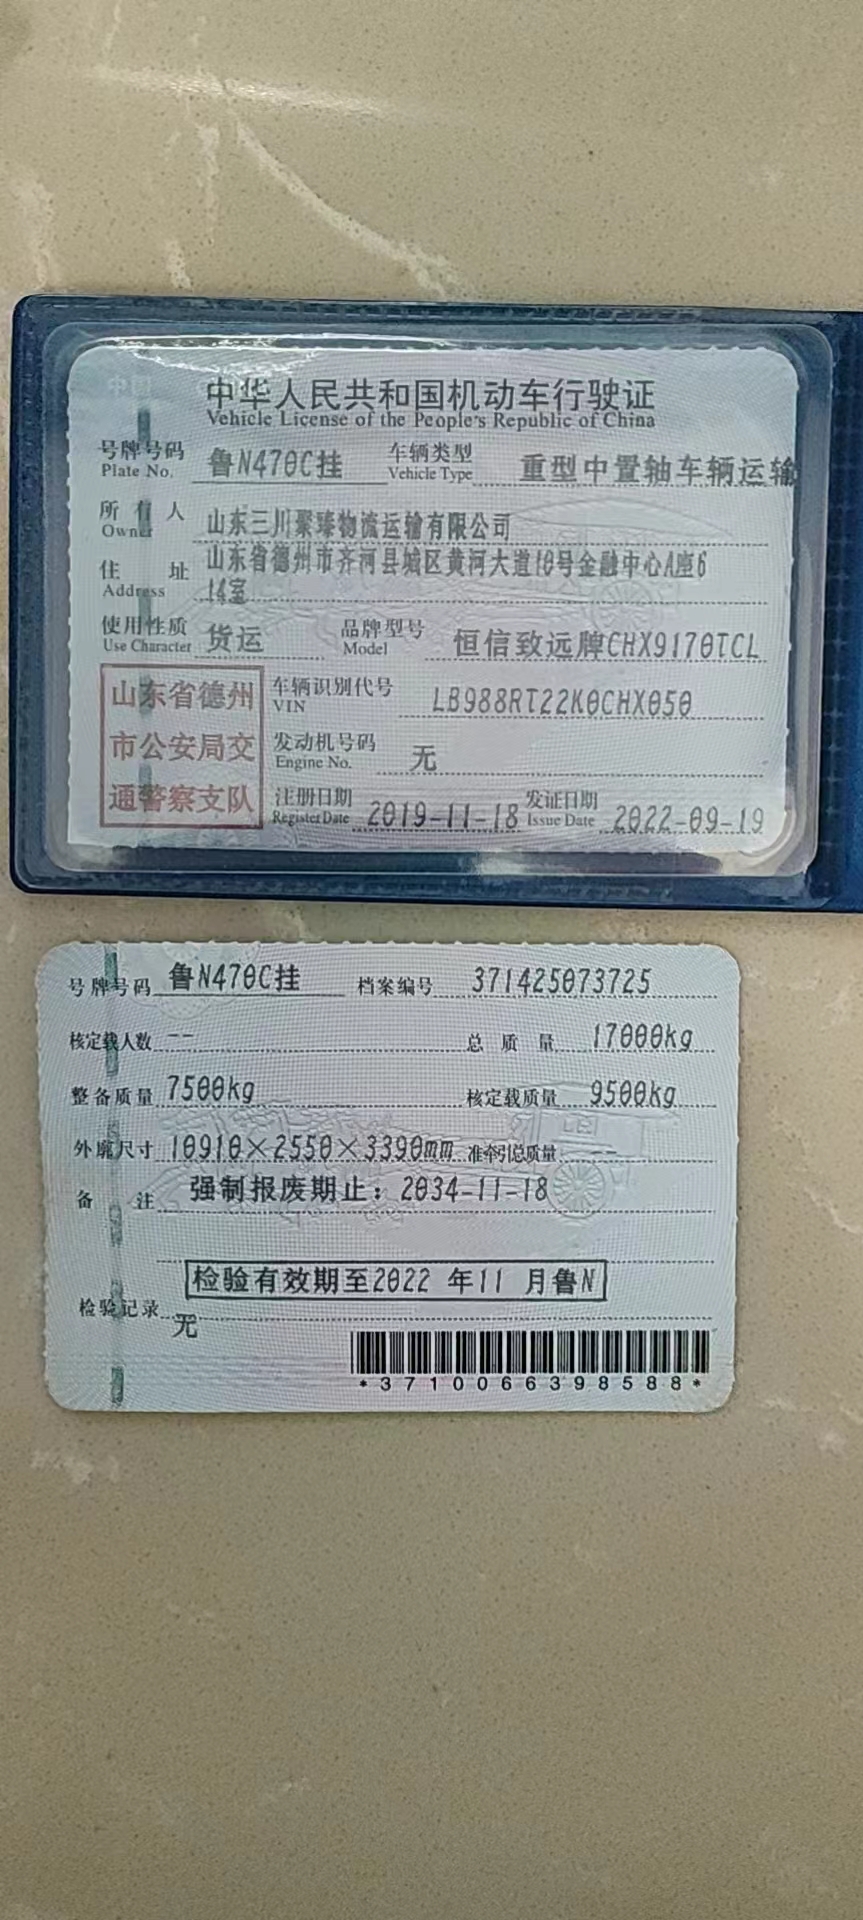 中华人民共和国机动车行驶证
Vehicle License of the People's Republic of China
号牌号码 鲁N470C挂 车辆类型 重型中置轴车辆运输
Plate No. Vehicle Type
所有人 山东三川聚臻物流运输有限公司
Owner
住址 山东省德州市齐河县城区黄河大道10号金融中心A座6
Address 14室
使用性质 货运 品牌型号 恒信致远牌CHX9170TCL
Use Character Model
山东省德州
市公安局交
通警察支队
车辆识别代号 LB988RT22K0CHX050
VIN
发动机号码 无
Engine No.
注册日期 2019-11-18 发证日期 2022-09-19
Register Date Issue Date
号牌号码 鲁N470C挂 档案编号 371425073725
核定载人数 -- 总质量 17000kg
整备质量 7500kg 核定载质量 9500kg
外廓尺寸 10910×2550×3390mm 准牵引总质量 --
备注 强制报废期止：2034-11-18
检验有效期至2022 年11 月鲁N
检验记录 无
*3710066398588*